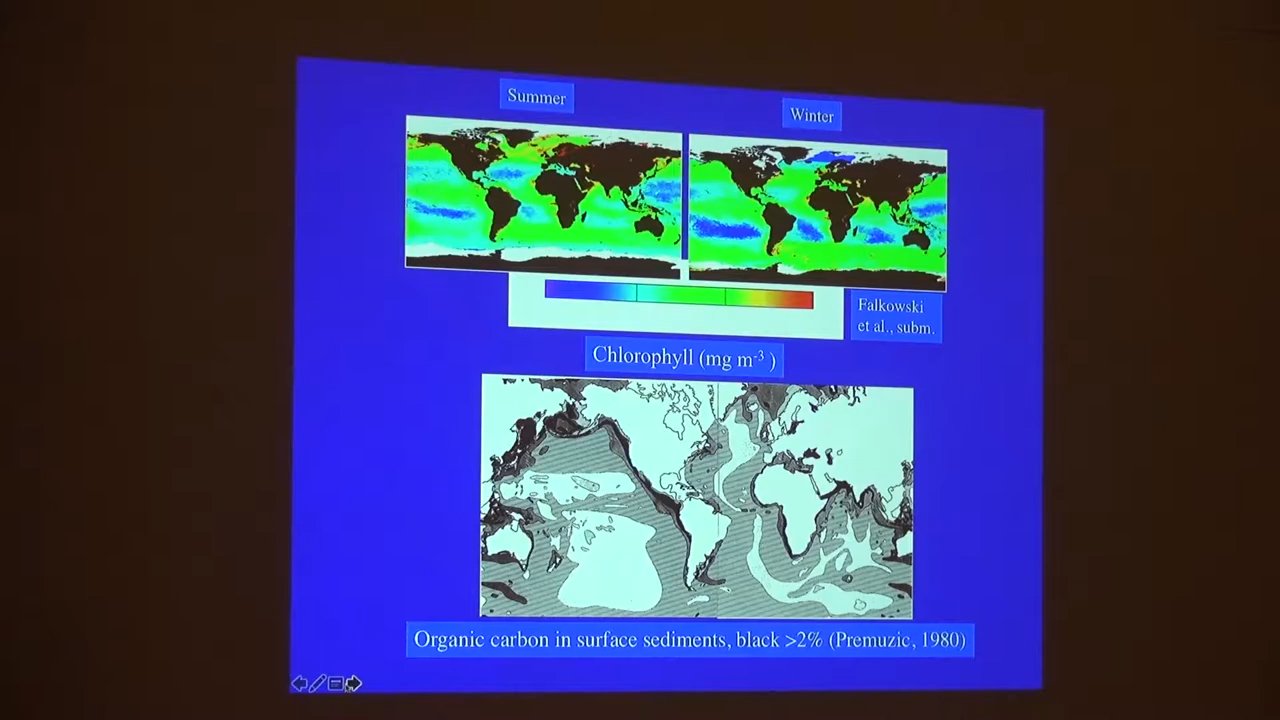 Summer
Winter
Falkowski
et al., subm.
Chlorophyll (mg m-3 )
Organic carbon in surface sediments, black >2% (Premuzic, 1980)